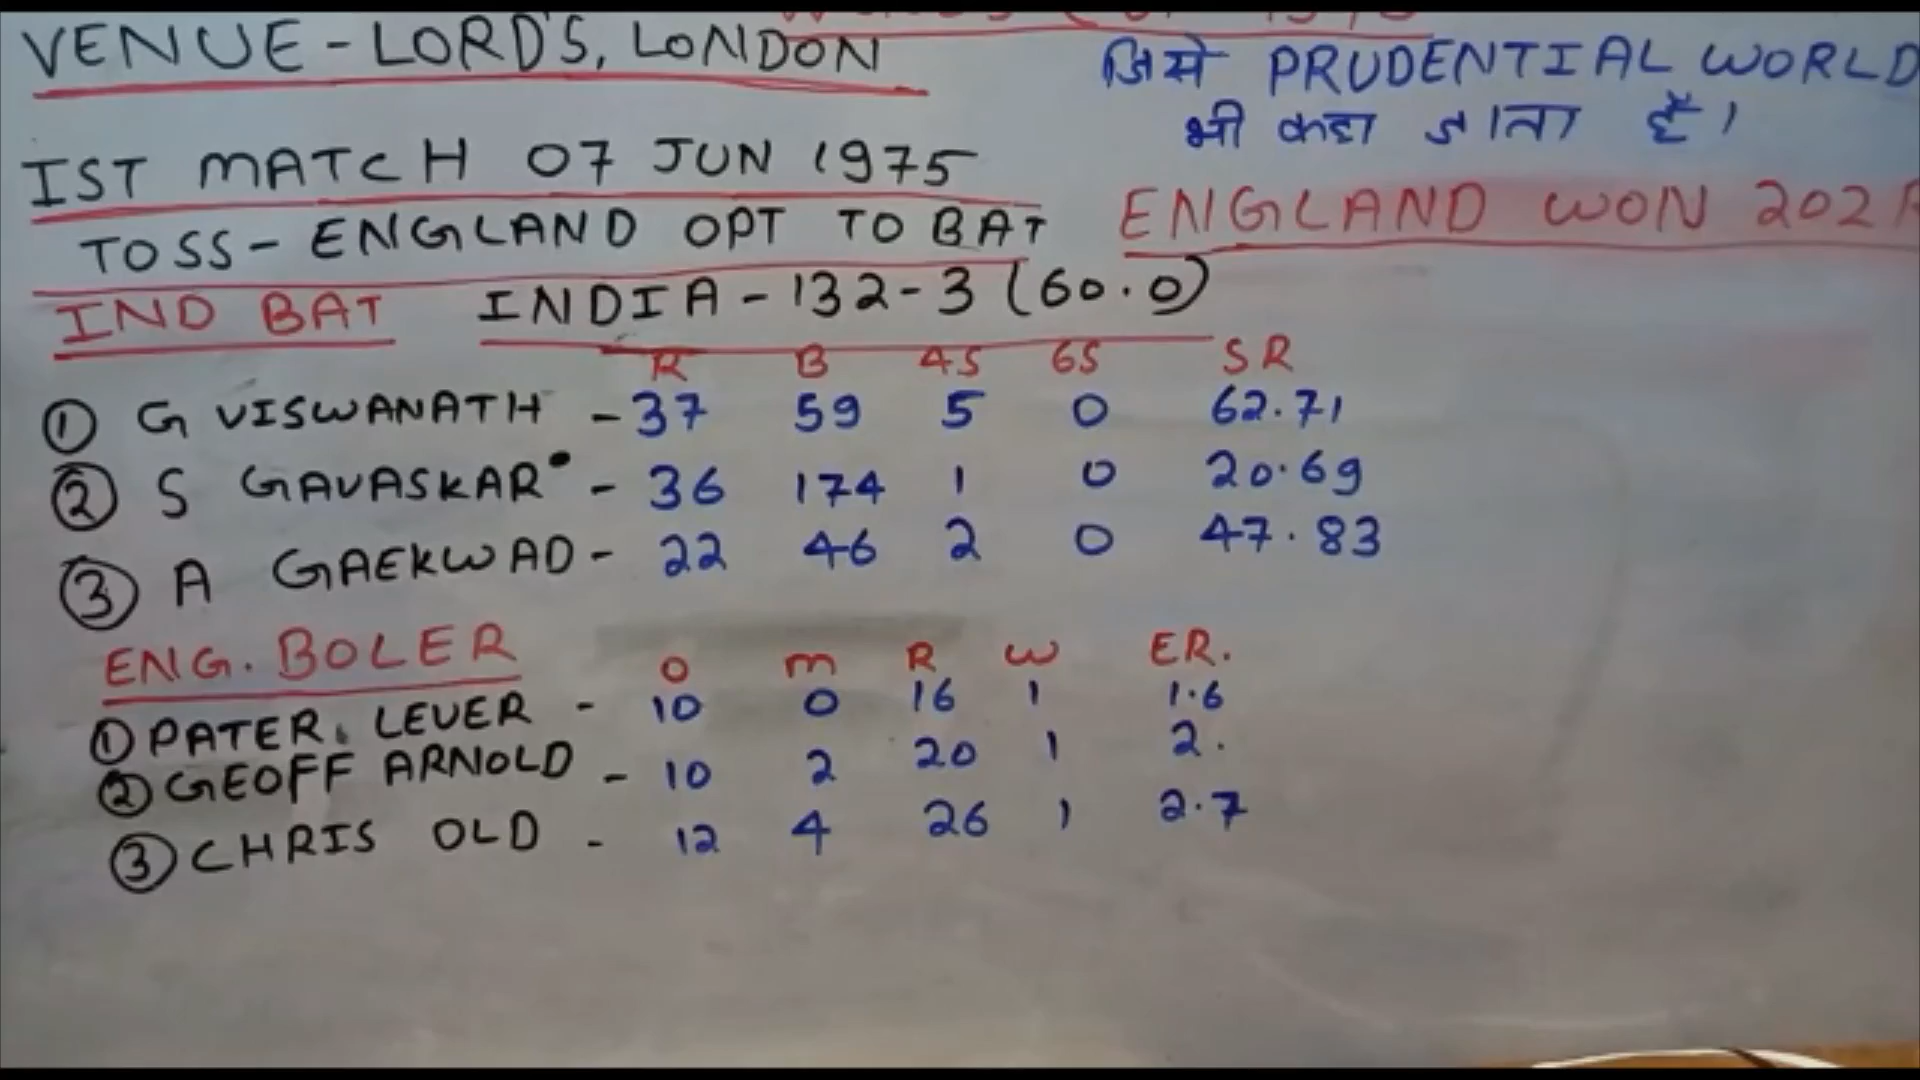 VENUE - LORD'S, LONDON
जिसे PRUDENTIAL WORLD
भी कहा जाता है।
IST MATCH 07 JUN 1975
TOSS - ENGLAND OPT TO BAT
ENGLAND WON 202
IND BAT INDIA - 132-3 (60.0)
R B 4S 6S SR
① G VISWANATH - 37 59 5 0 62.71
② S GAVASKAR• - 36 174 1 0 20.69
③ A GAEKWAD - 22 46 2 0 47.83
ENG. BOLER O M R W ER.
① PATER. LEVER - 10 0 16 1 1.6
② GEOFF ARNOLD - 10 2 20 1 2.
③ CHRIS OLD - 12 4 26 1 2.7